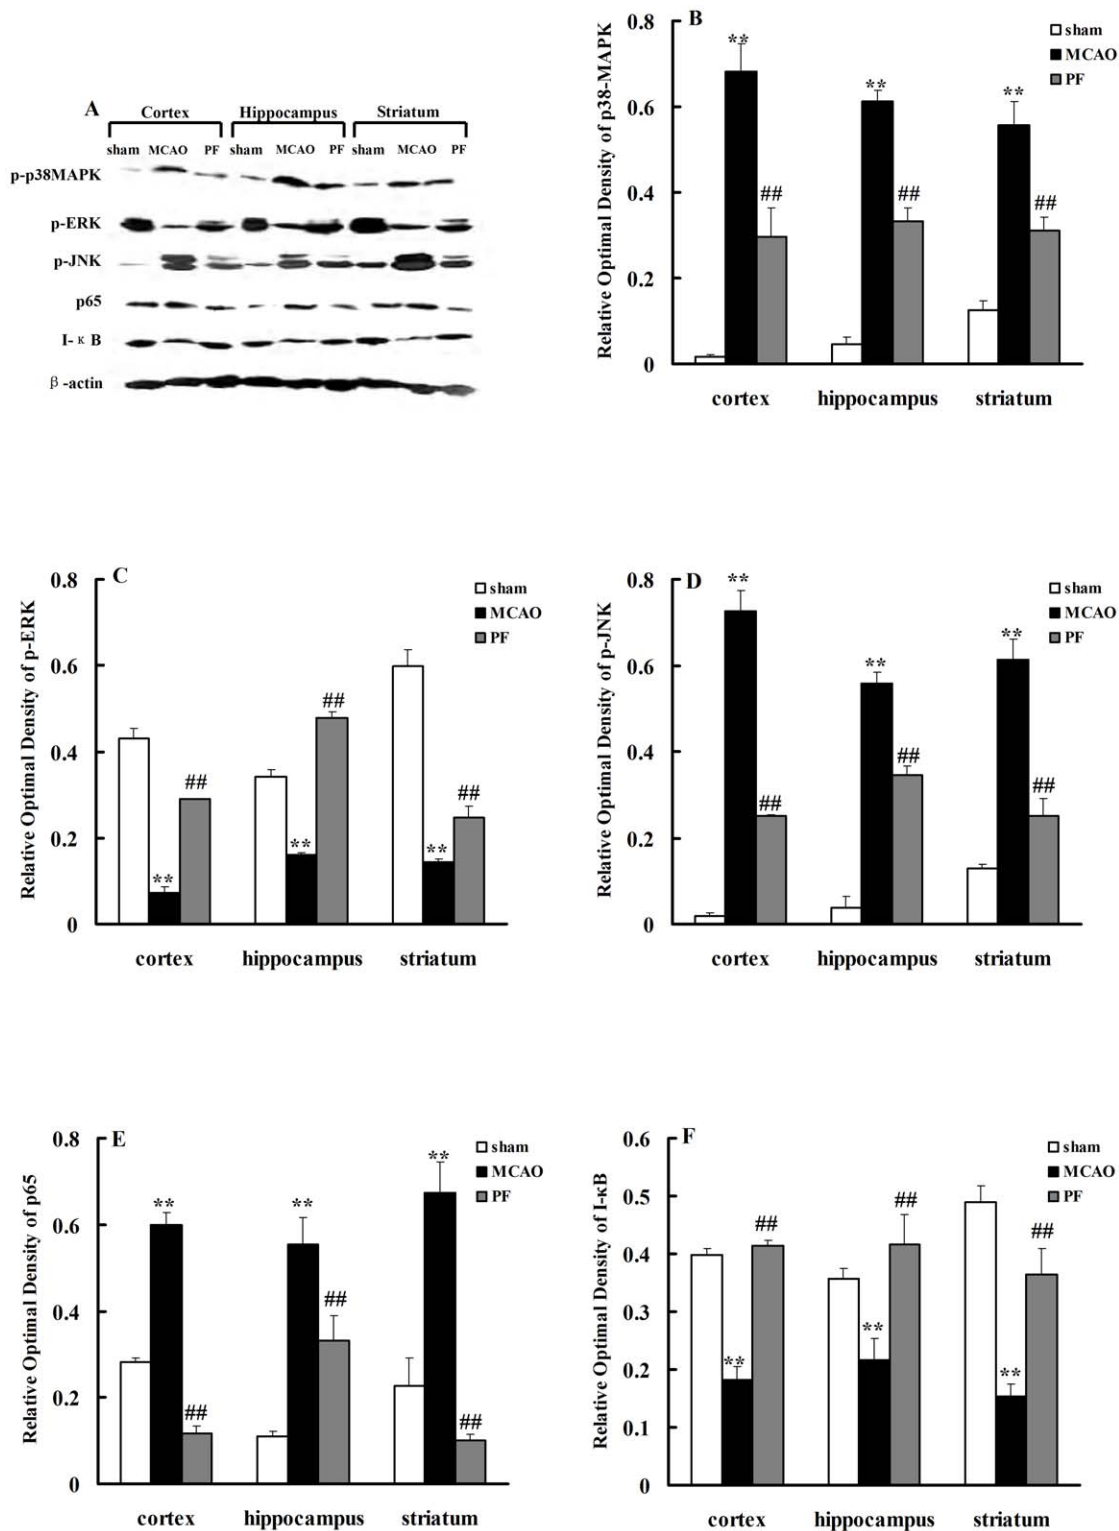 A
Cortex Hippocampus Striatum
sham MCAO PF sham MCAO PF sham MCAO PF
p-p38MAPK
p-ERK
p-JNK
p65
I-κB
β-actin
B
Relative Optimal Density of p38-MAPK
0.8
0.6
0.4
0.2
0
sham
MCAO
PF
** ** **
## ## ##
cortex hippocampus striatum
C
Relative Optimal Density of p-ERK
0.8
0.6
0.4
0.2
0
sham
MCAO
PF
** ** **
## ## ##
cortex hippocampus striatum
D
Relative Optimal Density of p-JNK
0.8
0.6
0.4
0.2
0
sham
MCAO
PF
** ** **
## ## ##
cortex hippocampus striatum
E
Relative Optimal Density of p65
0.8
0.6
0.4
0.2
0
sham
MCAO
PF
** ** **
## ## ##
cortex hippocampus striatum
F
Relative Optimal Density of I-κB
0.6
0.5
0.4
0.3
0.2
0.1
0
sham
MCAO
PF
** ** **
## ## ##
cortex hippocampus striatum